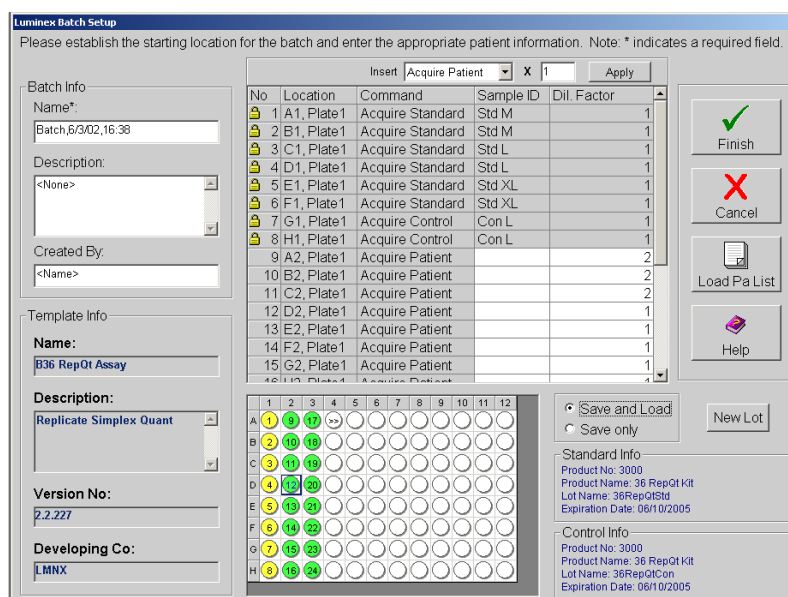 Luminex Batch Setup
Please establish the starting location for the batch and enter the appropriate patient information. Note: * indicates a required field.
Insert Acquire Patient X 1 Apply
Batch Info
Name*:
Batch,6/3/02,16:38
Description:
<None>
Created By:
<Name>
Template Info
Name:
B36 RepQt Assay
Description:
Replicate Simplex Quant
Version No:
2.2.227
Developing Co:
LMNX
No Location Command Sample ID Dil. Factor
1 A1, Plate1 Acquire Standard Std M 1
2 B1, Plate1 Acquire Standard Std M 1
3 C1, Plate1 Acquire Standard Std L 1
4 D1, Plate1 Acquire Standard Std L 1
5 E1, Plate1 Acquire Standard Std XL 1
6 F1, Plate1 Acquire Standard Std XL 1
7 G1, Plate1 Acquire Control Con L 1
8 H1, Plate1 Acquire Control Con L 1
9 A2, Plate1 Acquire Patient 2
10 B2, Plate1 Acquire Patient 2
11 C2, Plate1 Acquire Patient 2
12 D2, Plate1 Acquire Patient 1
13 E2, Plate1 Acquire Patient 1
14 F2, Plate1 Acquire Patient 1
15 G2, Plate1 Acquire Patient 1
1 2 3 4 5 6 7 8 9 10 11 12
A 1 9 17 >>
B 2 10 18
C 3 11 19
D 4 12 20
E 5 13 21
F 6 14 22
G 7 15 23
H 8 16 24
Finish
Cancel
Load Pa List
Help
Save and Load
Save only
New Lot
Standard Info
Product No: 3000
Product Name: 36 RepQt Kit
Lot Name: 36RepQtStd
Expiration Date: 06/10/2005
Control Info
Product No: 3000
Product Name: 36 RepQt Kit
Lot Name: 36RepQtCon
Expiration Date: 06/10/2005